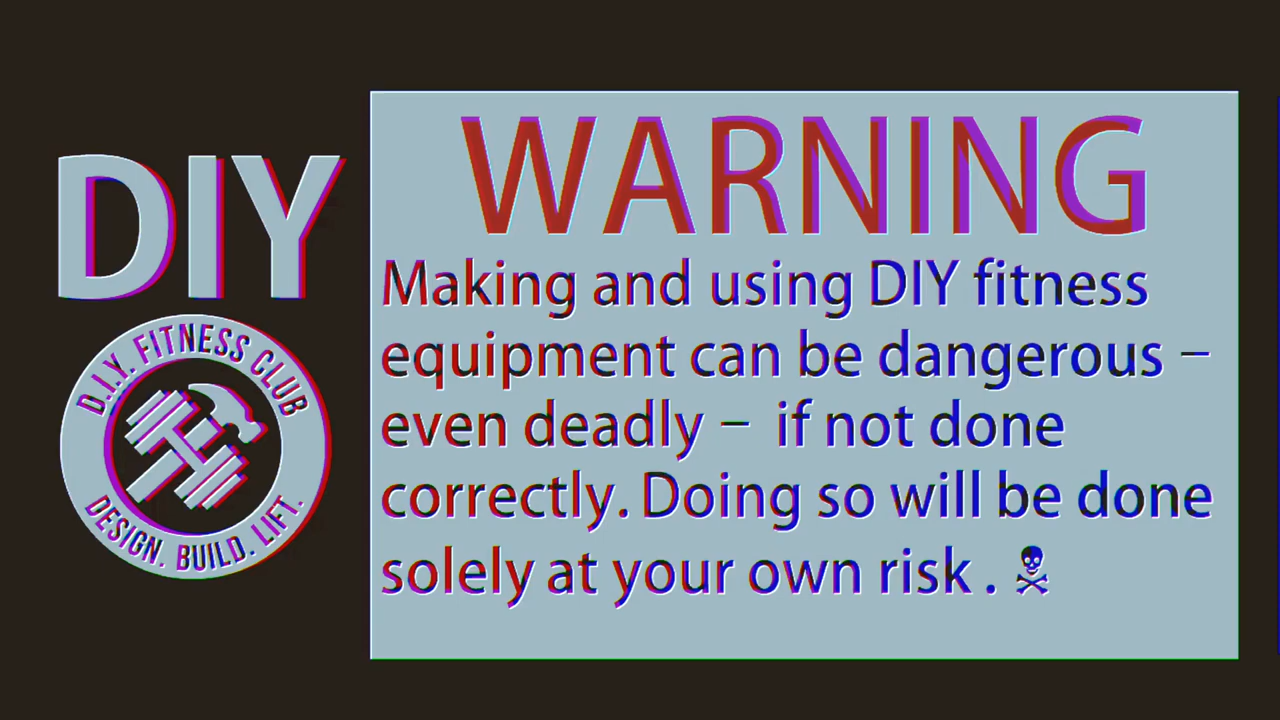 DIY
D.I.Y. FITNESS CLUB
DESIGN. BUILD. LIFT.
WARNING
Making and using DIY fitness
equipment can be dangerous –
even deadly – if not done
correctly. Doing so will be done
solely at your own risk . ☠